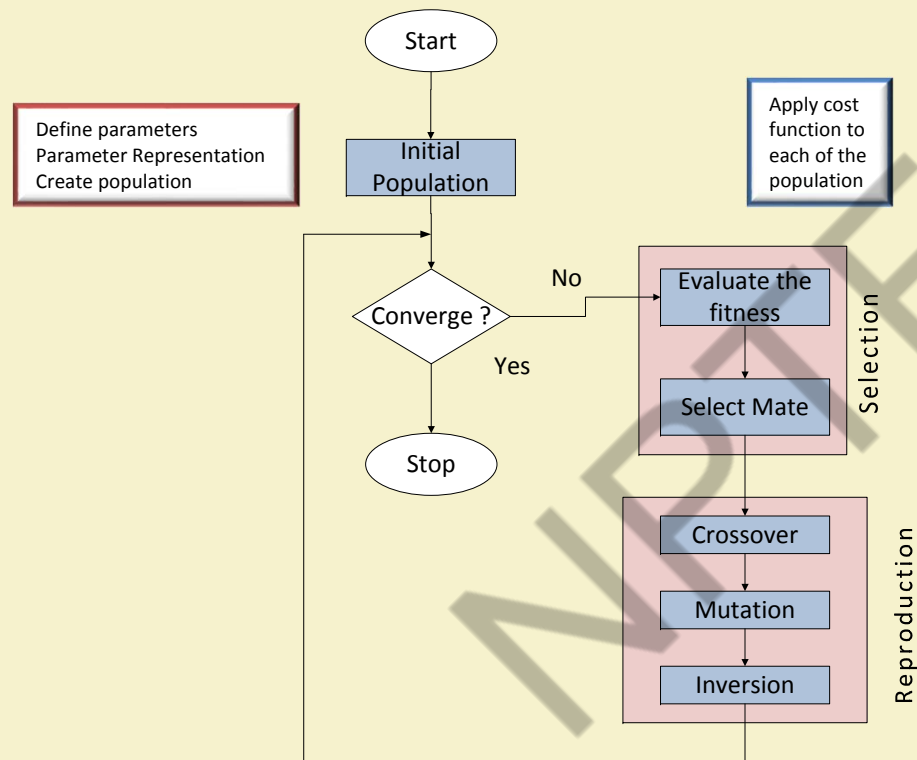 Start
Define parameters
Parameter Representation
Create population
Initial
Population
Apply cost
function to
each of the
population
Converge ?
No
Yes
Stop
Evaluate the
fitness
Select Mate
Selection
Crossover
Mutation
Inversion
Reproduction
NPTE